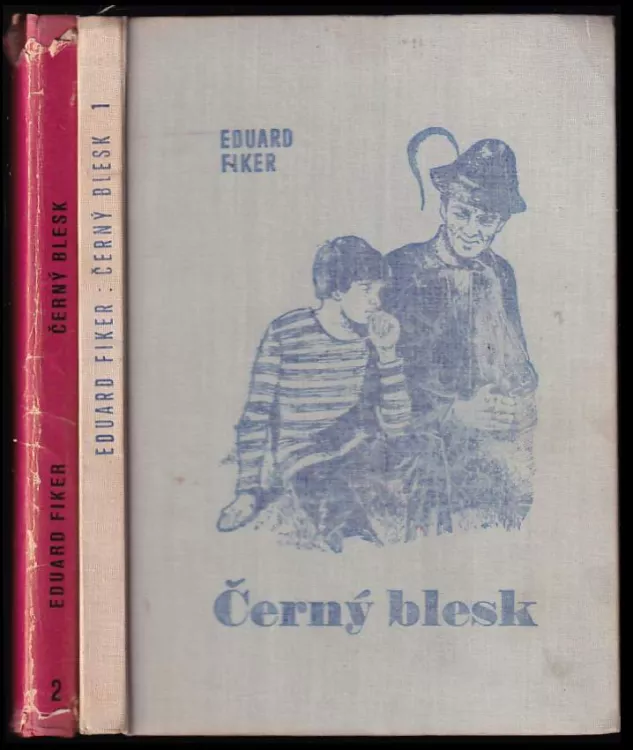 2 EDUARD FIKER ČERNÝ BLESK
EDUARD FIKER : ČERNÝ BLESK 1
EDUARD
FIKER
Černý blesk